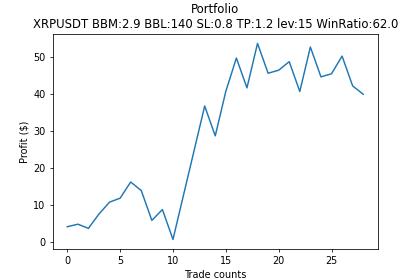 Portfolio
XRPUSDT BBM:2.9 BBL:140 SL:0.8 TP:1.2 lev:15 WinRatio:62.0
50
40
30
20
10
0
Profit ($)
0 5 10 15 20 25
Trade counts